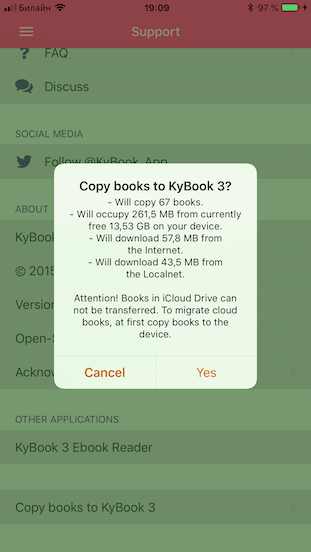 Билайн 19:09 97 %
Support
FAQ
Discuss
SOCIAL MEDIA
Follow @KyBook_App
Copy books to KyBook 3?
- Will copy 67 books.
- Will occupy 261,5 MB from currently
free 13,53 GB on your device.
- Will download 57,8 MB from
the Internet.
- Will download 43,5 MB from
the Localnet.
Attention! Books in iCloud Drive can
not be transferred. To migrate cloud
books, at first copy books to the
device.
Cancel Yes
ABOUT
KyBook
© 2015
Version
Open-S
Acknow
OTHER APPLICATIONS
KyBook 3 Ebook Reader
Copy books to KyBook 3